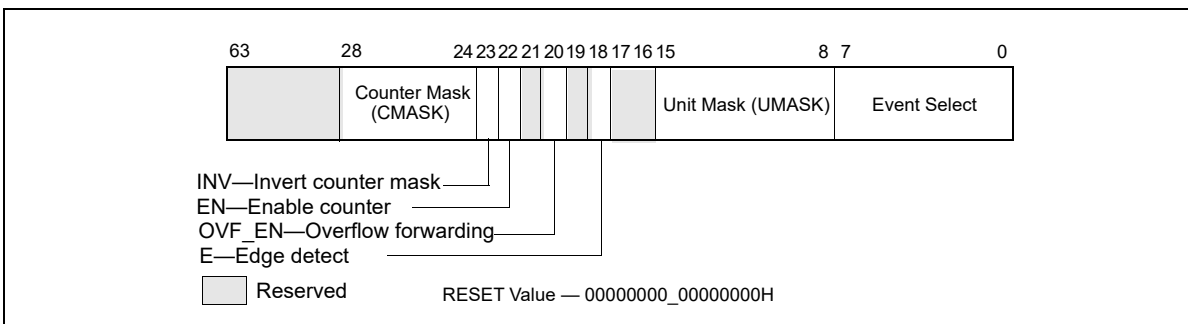 63 28 24 23 22 21 20 19 18 17 16 15 8 7 0
Counter Mask
(CMASK)
Unit Mask (UMASK)
Event Select
INV—Invert counter mask
EN—Enable counter
OVF_EN—Overflow forwarding
E—Edge detect
Reserved
RESET Value — 00000000_00000000H